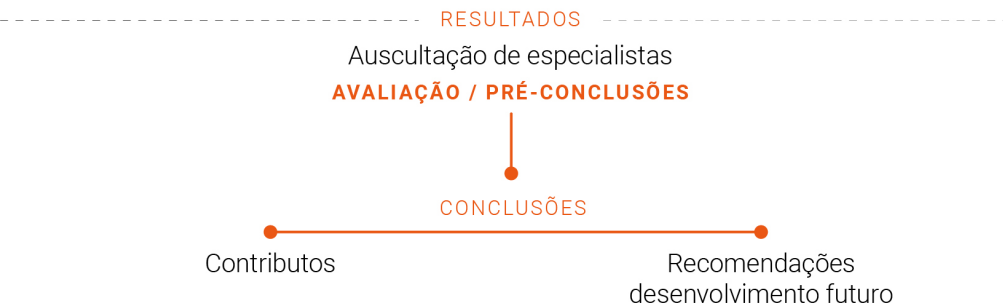 RESULTADOS
Auscultação de especialistas
AVALIAÇÃO / PRÉ-CONCLUSÕES
CONCLUSÕES
Contributos
Recomendações
desenvolvimento futuro